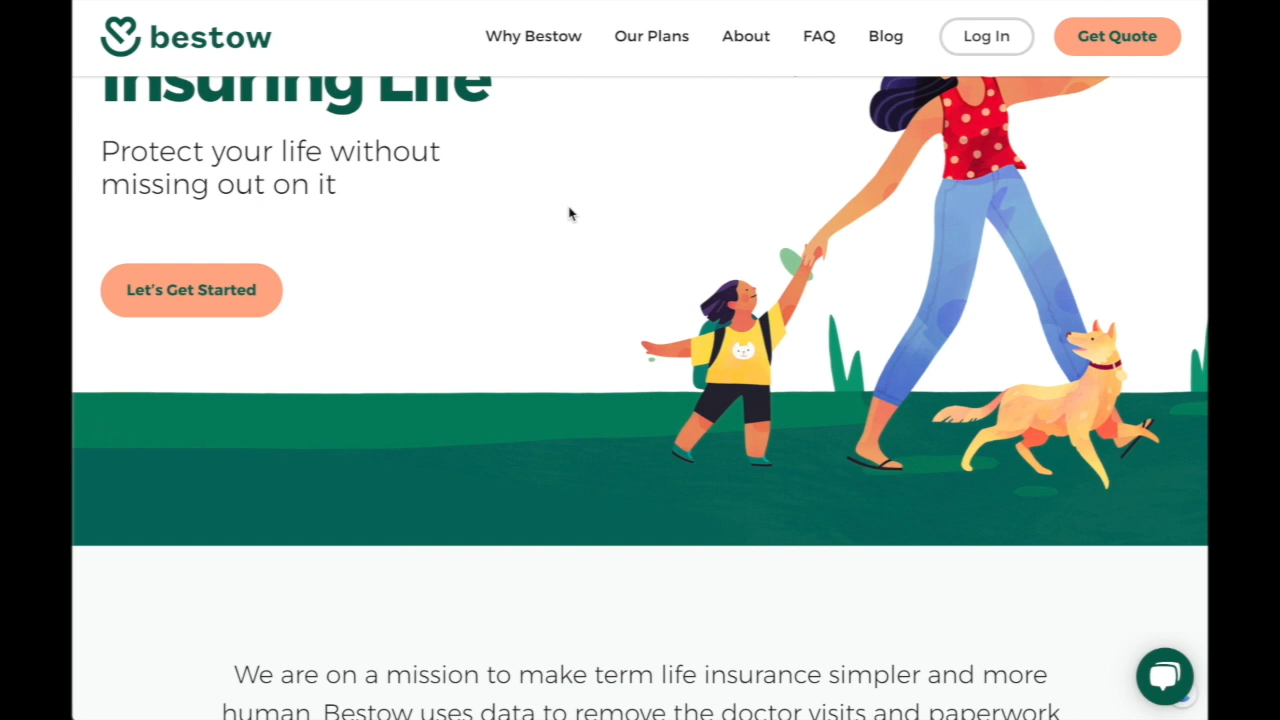 bestow
Why Bestow
Our Plans
About
FAQ
Blog
Log In
Get Quote
Insuring Life
Protect your life without
missing out on it
Let's Get Started
We are on a mission to make term life insurance simpler and more
human. Bestow uses data to remove the doctor visits and paperwork